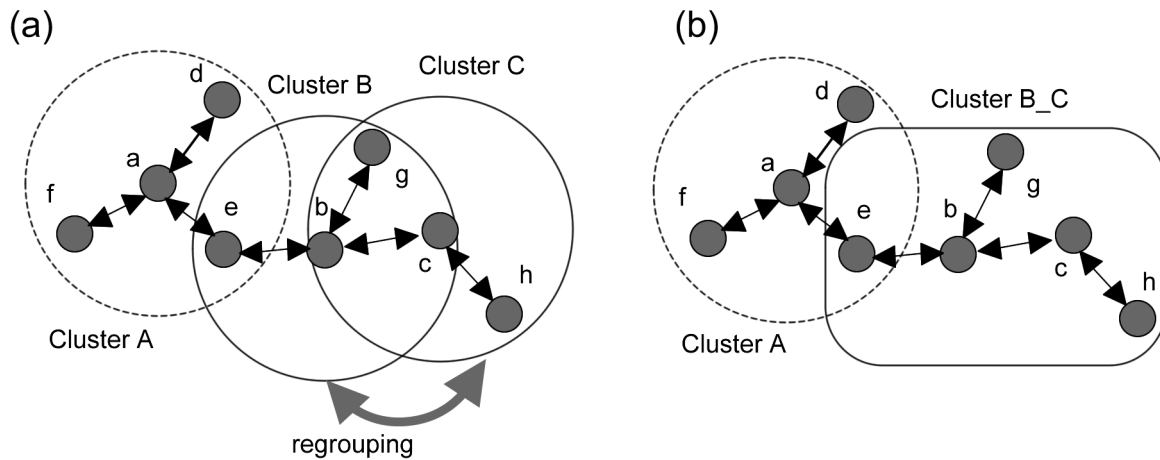 (a)
Cluster B
Cluster C
d
a
f
e
b
g
c
h
Cluster A
regrouping
(b)
Cluster B_C
d
a
f
e
b
g
c
h
Cluster A